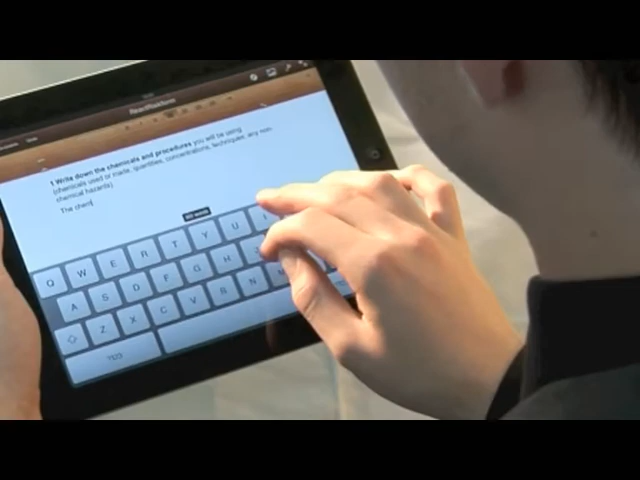 1 Write down the chemicals and procedures you will be using
(chemicals used or made, quantities, concentrations, techniques, any non-
chemical hazards)
The chem
Q W E R T Y U I
A S D F G H J
Z X C V B N
?123